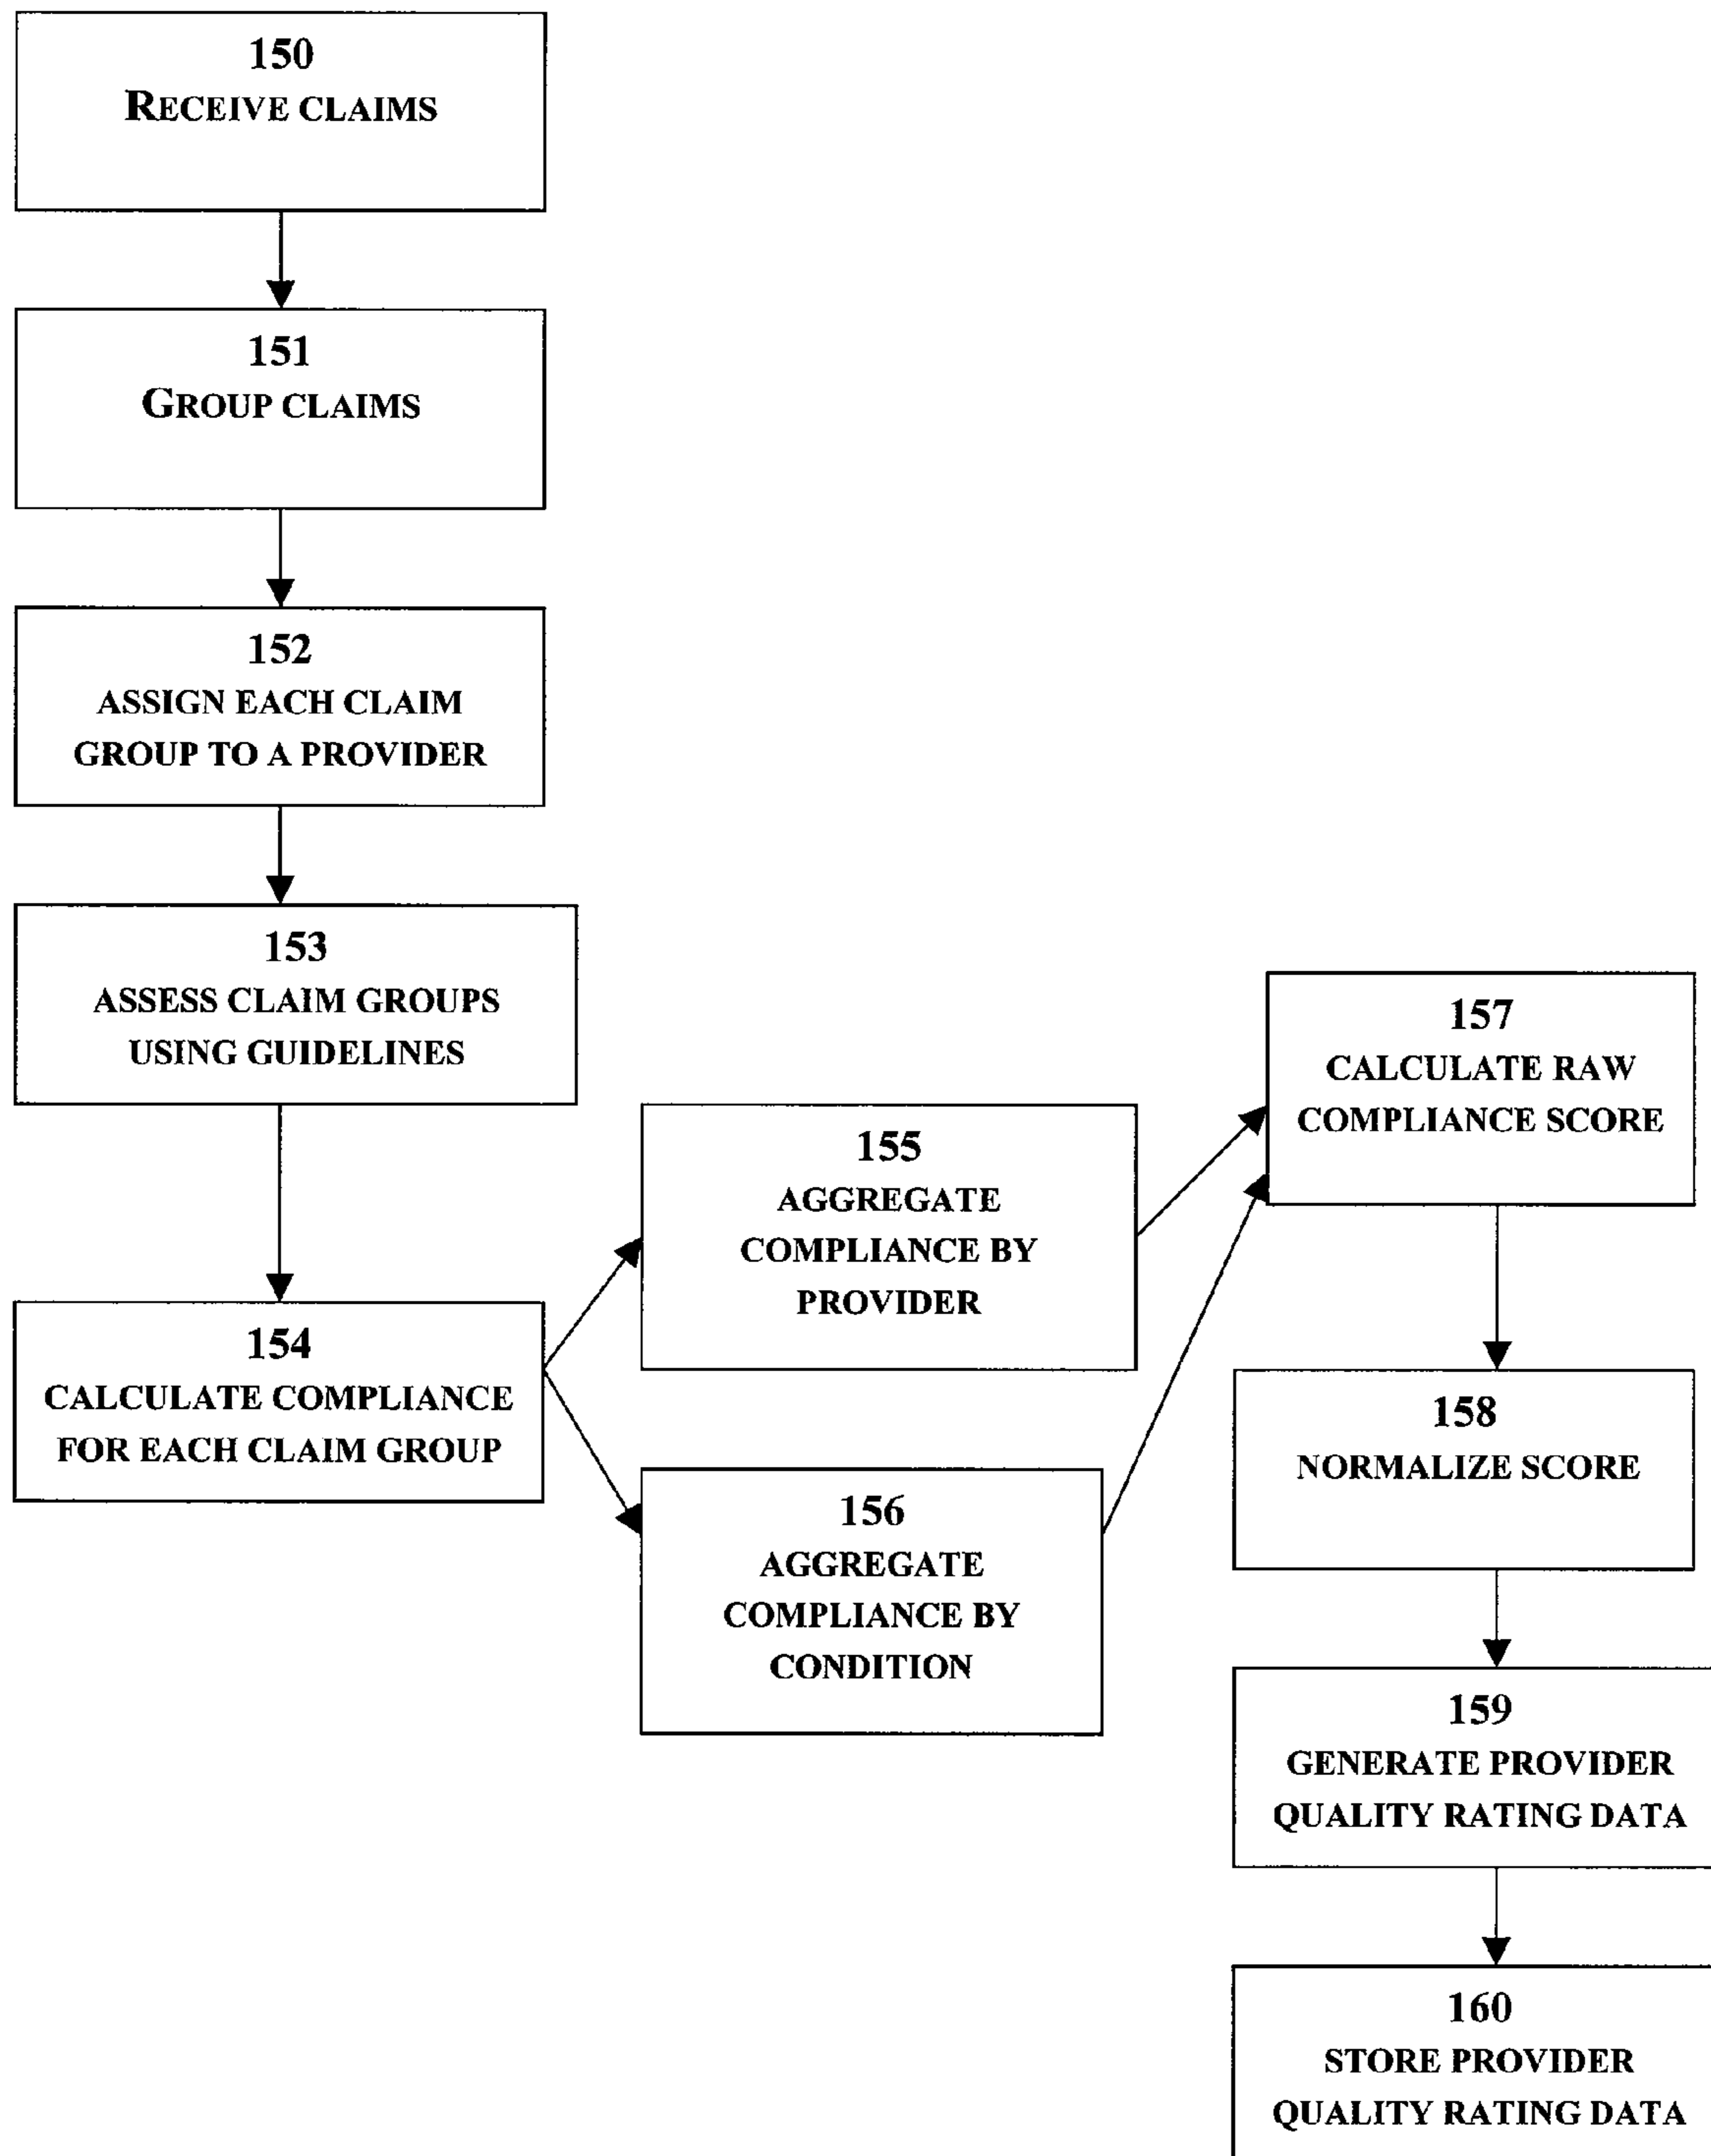 150
RECEIVE CLAIMS
151
GROUP CLAIMS
152
ASSIGN EACH CLAIM
GROUP TO A PROVIDER
153
ASSESS CLAIM GROUPS
USING GUIDELINES
154
CALCULATE COMPLIANCE
FOR EACH CLAIM GROUP
155
AGGREGATE
COMPLIANCE BY
PROVIDER
156
AGGREGATE
COMPLIANCE BY
CONDITION
157
CALCULATE RAW
COMPLIANCE SCORE
158
NORMALIZE SCORE
159
GENERATE PROVIDER
QUALITY RATING DATA
160
STORE PROVIDER
QUALITY RATING DATA